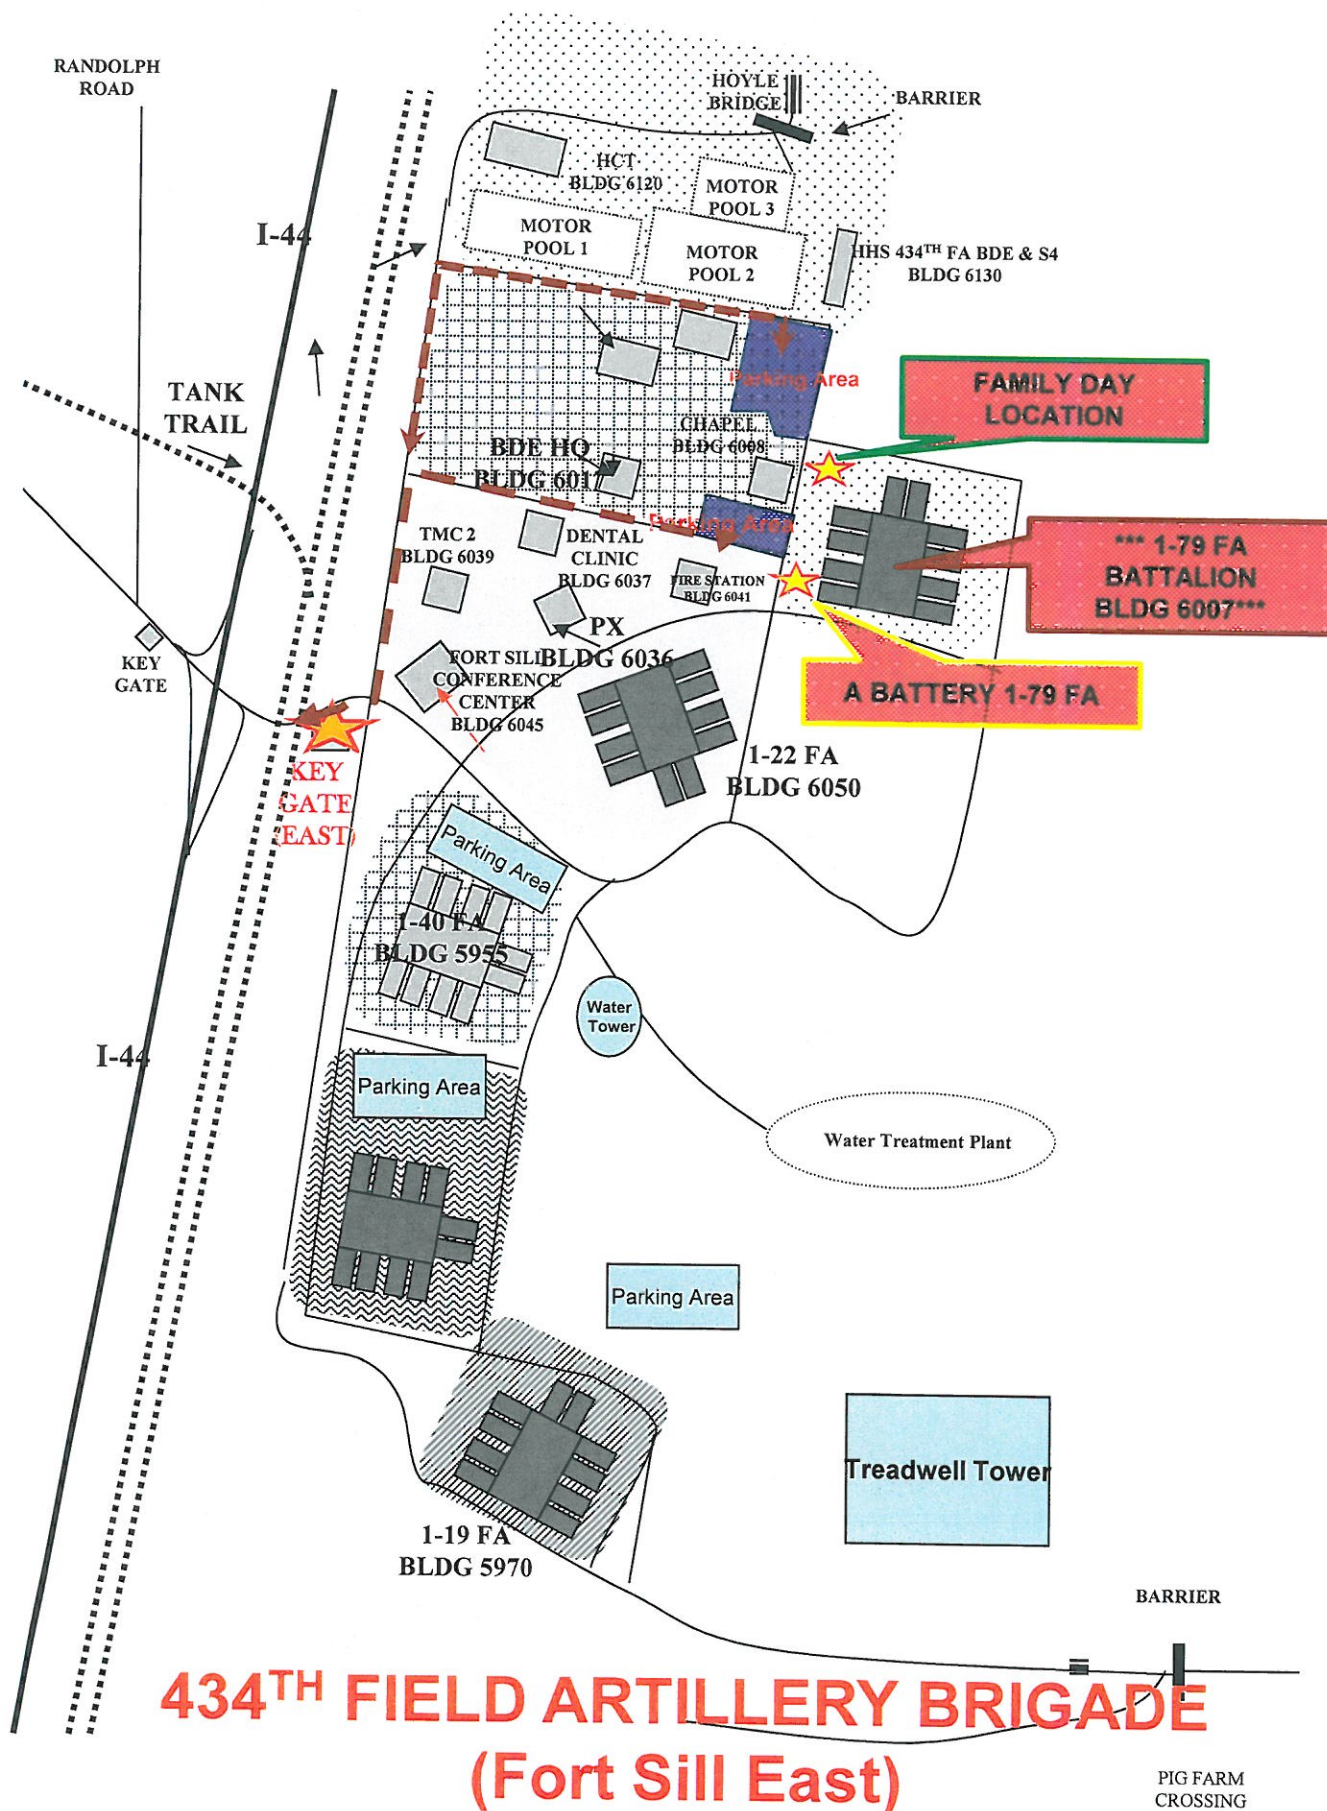 RANDOLPH
ROAD
HOYLE
BRIDGE
BARRIER
HCT
BLDG 6120
MOTOR
POOL 3
MOTOR
POOL 1
MOTOR
POOL 2
HHS 434TH FA BDE & S4
BLDG 6130
I-44
TANK
TRAIL
Parking Area
FAMILY DAY
LOCATION
CHAPEL
BLDG 6008
BDE HQ
BLDG 6017
Parking Area
TMC 2
BLDG 6039
DENTAL
CLINIC
BLDG 6037
FIRE STATION
BLDG 6041
*** 1-79 FA
BATTALION
BLDG 6007***
PX
BLDG 6036
KEY
GATE
FORT SILL
CONFERENCE
CENTER
BLDG 6045
A BATTERY 1-79 FA
1-22 FA
BLDG 6050
KEY
GATE
(EAST)
Parking Area
1-40 FA
BLDG 5955
Water
Tower
I-44
Parking Area
Water Treatment Plant
Parking Area
Treadwell Tower
1-19 FA
BLDG 5970
BARRIER
434TH FIELD ARTILLERY BRIGADE
(Fort Sill East)
PIG FARM
CROSSING